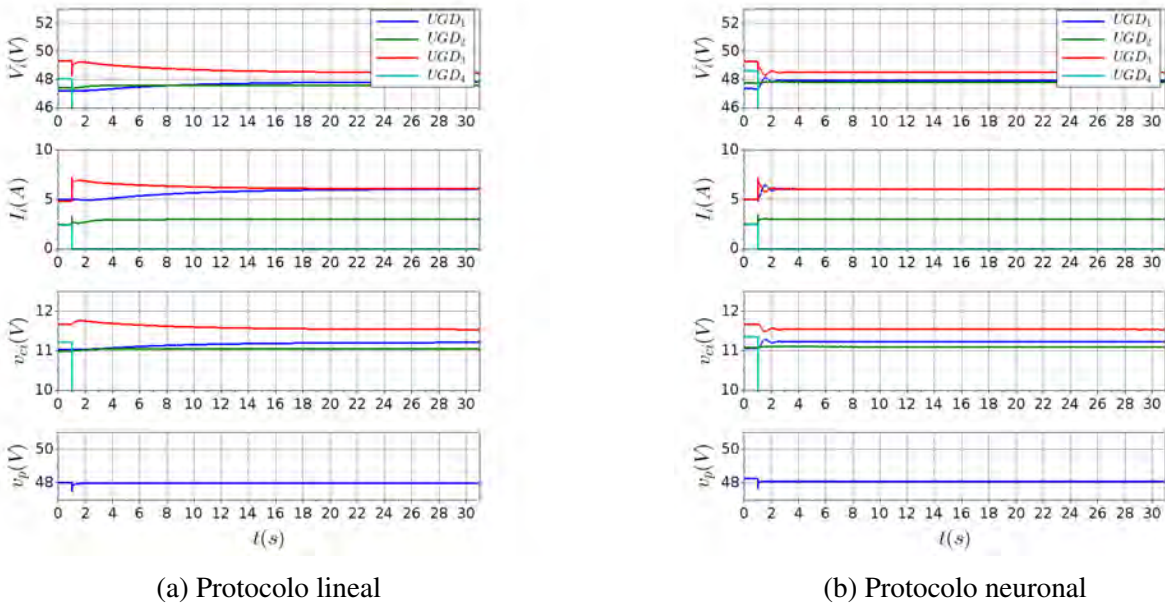 52
50
48
46
V_i(V)
UGD_1
UGD_2
UGD_3
UGD_4
0 2 4 6 8 10 12 14 16 18 20 22 24 26 28 30
10
5
0
I_i(A)
0 2 4 6 8 10 12 14 16 18 20 22 24 26 28 30
12
11
10
v_{ci}(V)
0 2 4 6 8 10 12 14 16 18 20 22 24 26 28 30
50
48
v_p(V)
0 2 4 6 8 10 12 14 16 18 20 22 24 26 28 30
t(s)
(a) Protocolo lineal
52
50
48
46
V_i(V)
UGD_1
UGD_2
UGD_3
UGD_4
0 2 4 6 8 10 12 14 16 18 20 22 24 26 28 30
10
5
0
I_i(A)
0 2 4 6 8 10 12 14 16 18 20 22 24 26 28 30
12
11
10
v_{ci}(V)
0 2 4 6 8 10 12 14 16 18 20 22 24 26 28 30
50
48
v_p(V)
0 2 4 6 8 10 12 14 16 18 20 22 24 26 28 30
t(s)
(b) Protocolo neuronal